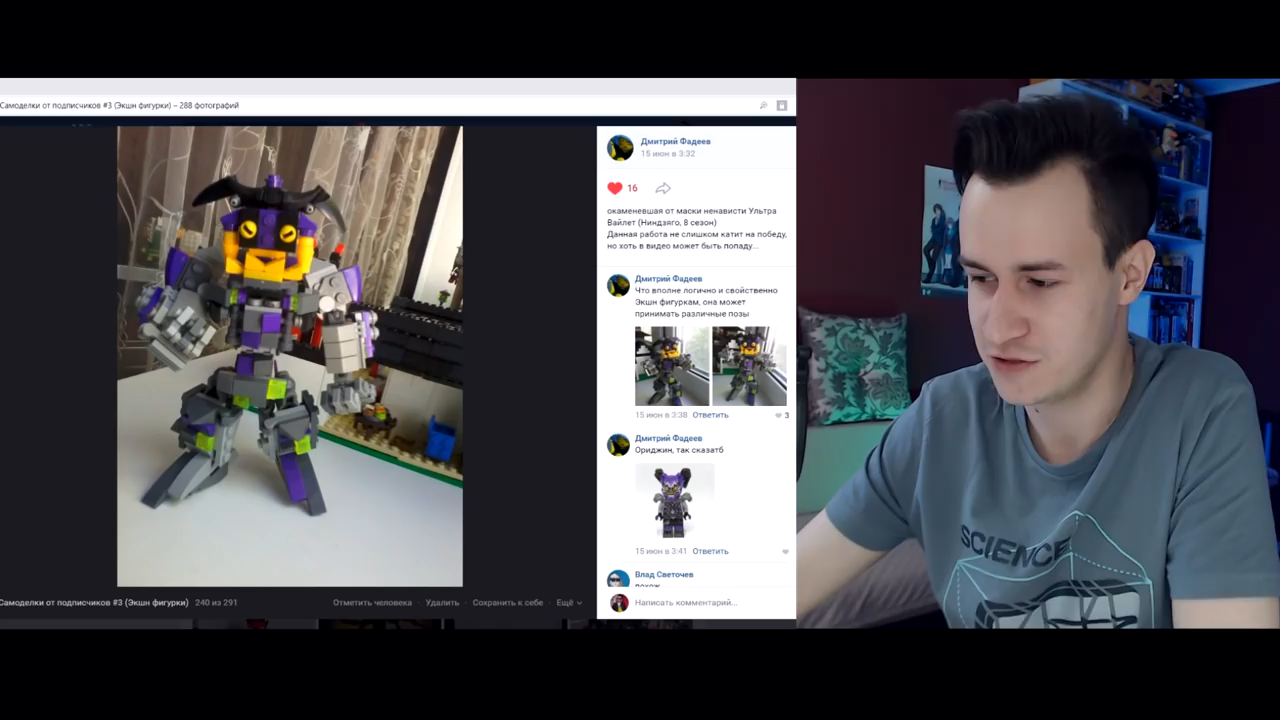 Самоделки от подписчиков #3 (Экшн фигурки) – 288 фотографий
Дмитрий Фадеев
15 июн в 3:32
16
окаменевшая от маски ненависти Ультра
Вайлет (Ниндзяго, 8 сезон)
Данная работа не слишком катит на победу,
но хоть в видео может быть попаду...
Дмитрий Фадеев
Что вполне логично и свойственно
Экшн фигуркам, она может
принимать различные позы
15 июн в 3:38 Ответить 3
Дмитрий Фадеев
Ориджин, так сказатб
15 июн в 3:41 Ответить
Влад Светочев
похож
Написать комментарий...
Самоделки от подписчиков #3 (Экшн фигурки) 240 из 291
Отметить человека · Удалить · Сохранить к себе · Ещё
SCIENCE